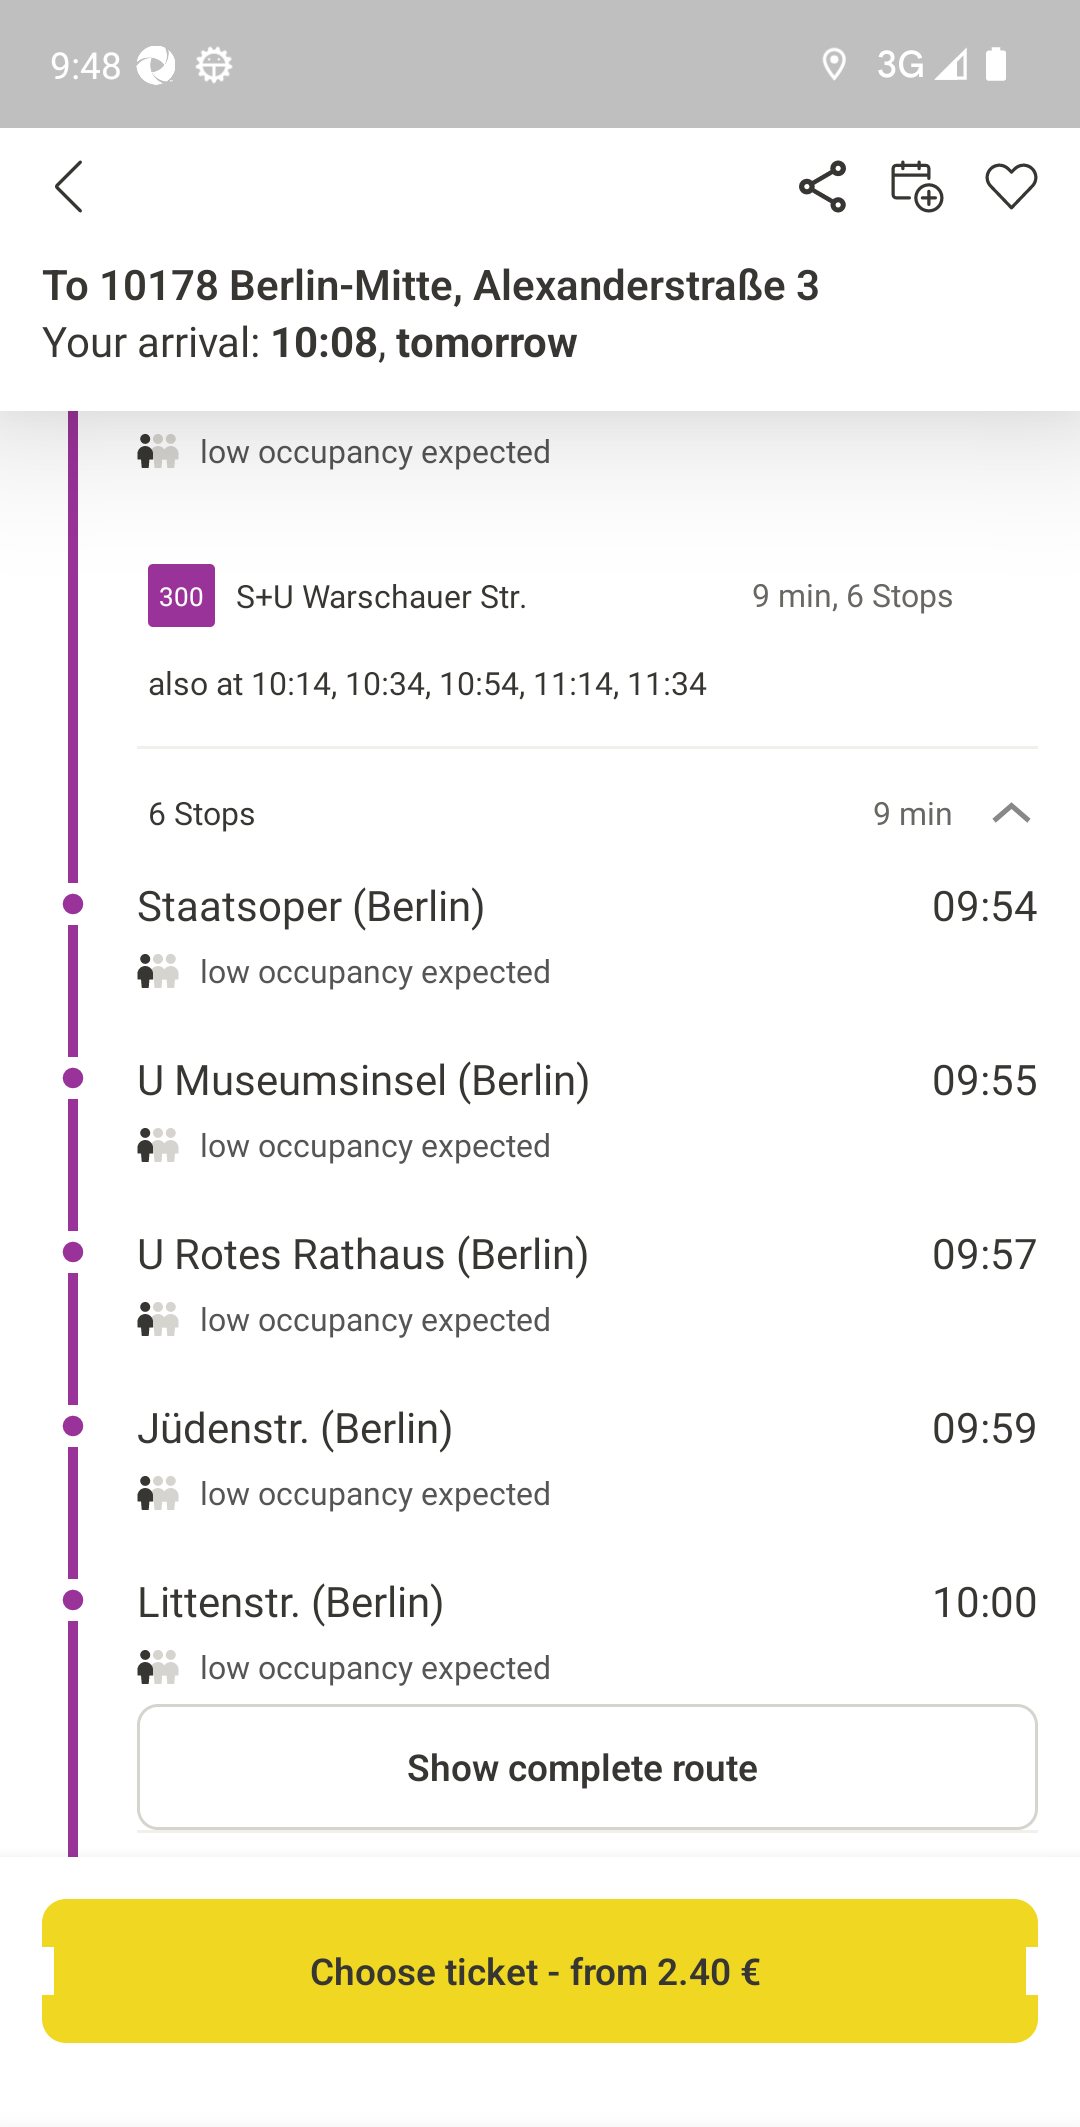 9:48 3G
To 10178 Berlin-Mitte, Alexanderstraße 3
Your arrival: 10:08, tomorrow
low occupancy expected
300 S+U Warschauer Str. 9 min, 6 Stops
also at 10:14, 10:34, 10:54, 11:14, 11:34
6 Stops 9 min
Staatsoper (Berlin) 09:54
low occupancy expected
U Museumsinsel (Berlin) 09:55
low occupancy expected
U Rotes Rathaus (Berlin) 09:57
low occupancy expected
Jüdenstr. (Berlin) 09:59
low occupancy expected
Littenstr. (Berlin) 10:00
low occupancy expected
Show complete route
Choose ticket - from 2.40 €